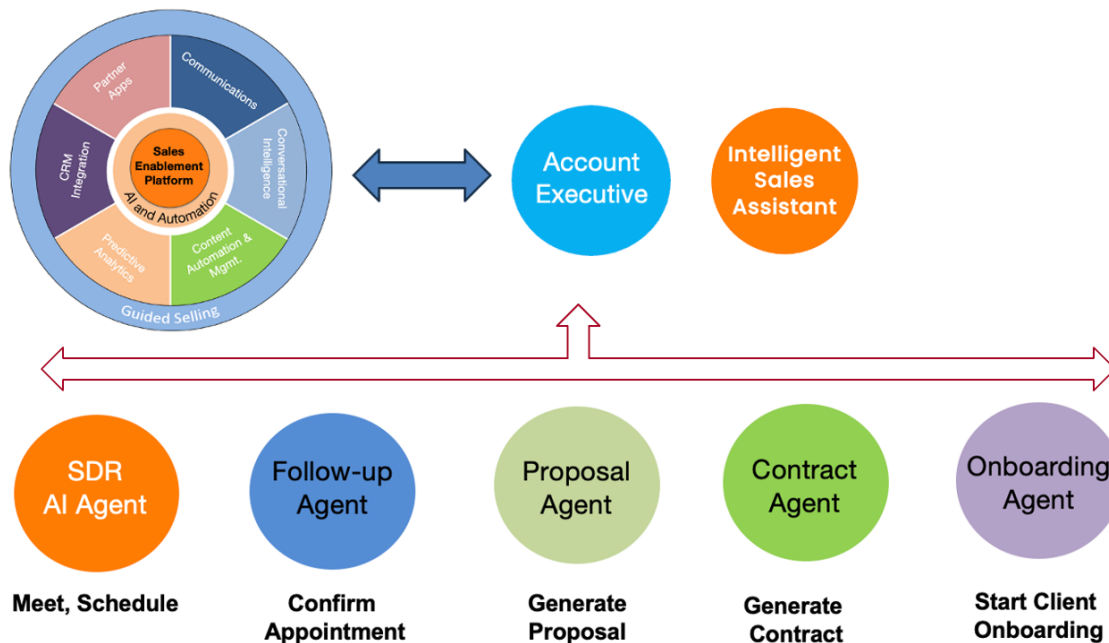 Partner
Apps
Communications
CRM
Integration
Sales
Enablement
Platform
AI and Automation
Conversational
Intelligence
Predictive
Analytics
Content
Automation &
Mgmt.
Guided Selling
Account
Executive
Intelligent
Sales
Assistant
SDR
AI Agent
Follow-up
Agent
Proposal
Agent
Contract
Agent
Onboarding
Agent
Meet, Schedule
Confirm
Appointment
Generate
Proposal
Generate
Contract
Start Client
Onboarding